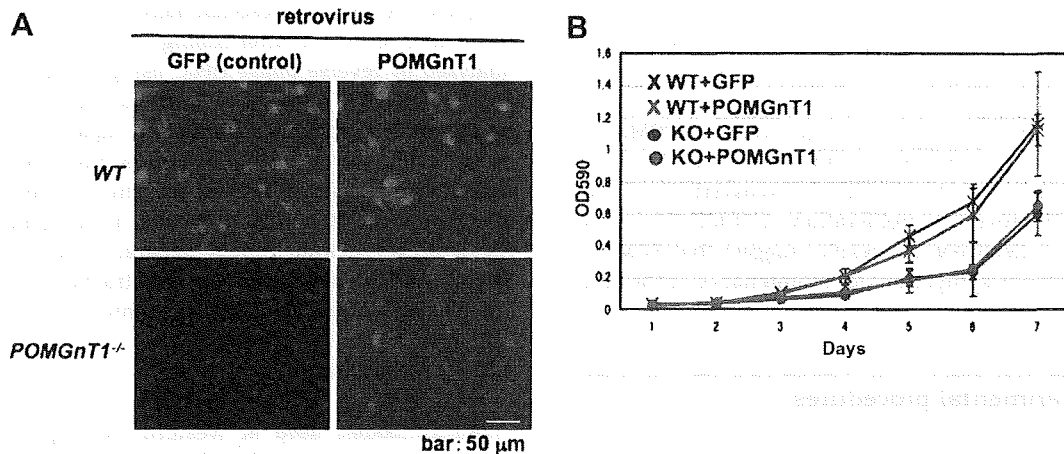 A
retrovirus
GFP (control)
POMGnT1
WT
POMGnT1-/-
bar: 50 μm
B
1.6
1.4
1.2
1
0.8
0.6
0.4
0.2
0
OD590
WT+GFP
WT+POMGnT1
KO+GFP
KO+POMGnT1
1 2 3 4 5 6 7
Days
rmental procedures